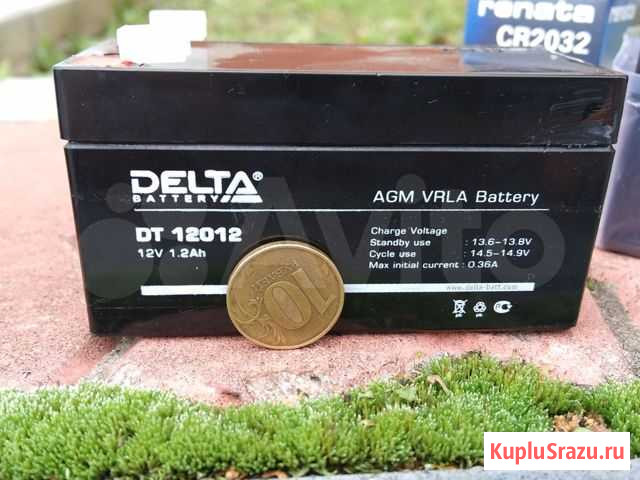 renata
CR2032
DELTA®
BATTERY
DT 12012
12V 1.2Ah
AGM VRLA Battery
Charge Voltage
Standby use : 13.6-13.8V
Cycle use : 14.5-14.9V
Max initial current : 0.36A
www.delta-batt.com
10
РУБЛЕЙ
Avito
KupluSrazu.ru